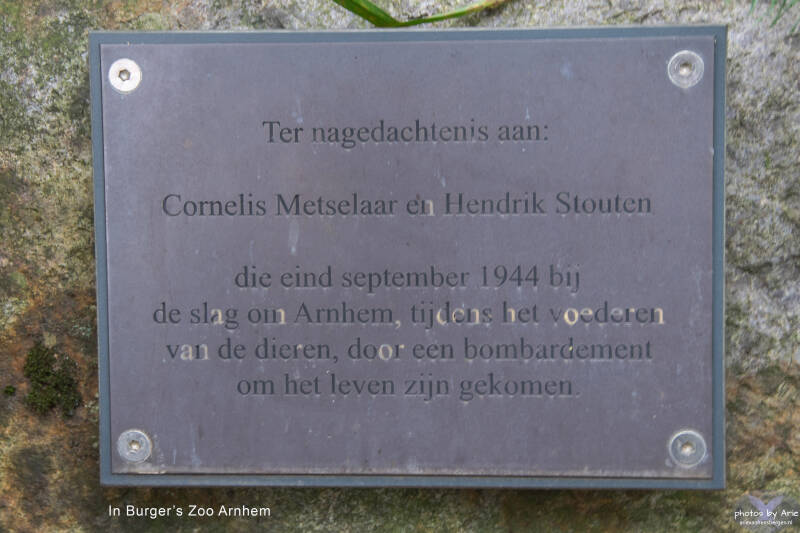 Ter nagedachtenis aan:
Cornelis Metselaar en Hendrik Stouten
die eind september 1944 bij
de slag om Arnhem, tijdens het voederen
van de dieren, door een bombardement
om het leven zijn gekomen.
In Burger's Zoo Arnhem
photos by Arie